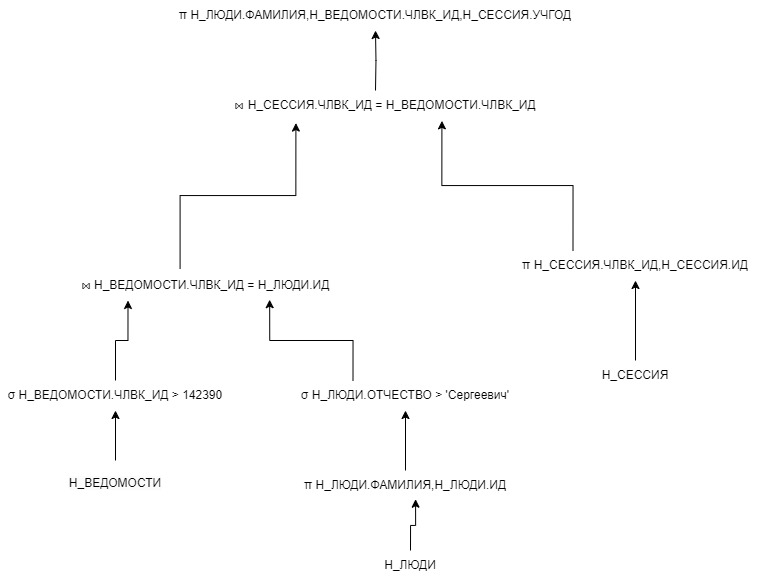 π Н_ЛЮДИ.ФАМИЛИЯ,Н_ВЕДОМОСТИ.ЧЛВК_ИД,Н_СЕССИЯ.УЧГОД
⋈ Н_СЕССИЯ.ЧЛВК_ИД = Н_ВЕДОМОСТИ.ЧЛВК_ИД
π Н_СЕССИЯ.ЧЛВК_ИД,Н_СЕССИЯ.ИД
⋈ Н_ВЕДОМОСТИ.ЧЛВК_ИД = Н_ЛЮДИ.ИД
Н_СЕССИЯ
σ Н_ВЕДОМОСТИ.ЧЛВК_ИД > 142390
σ Н_ЛЮДИ.ОТЧЕСТВО > 'Сергеевич'
Н_ВЕДОМОСТИ
π Н_ЛЮДИ.ФАМИЛИЯ,Н_ЛЮДИ.ИД
Н_ЛЮДИ